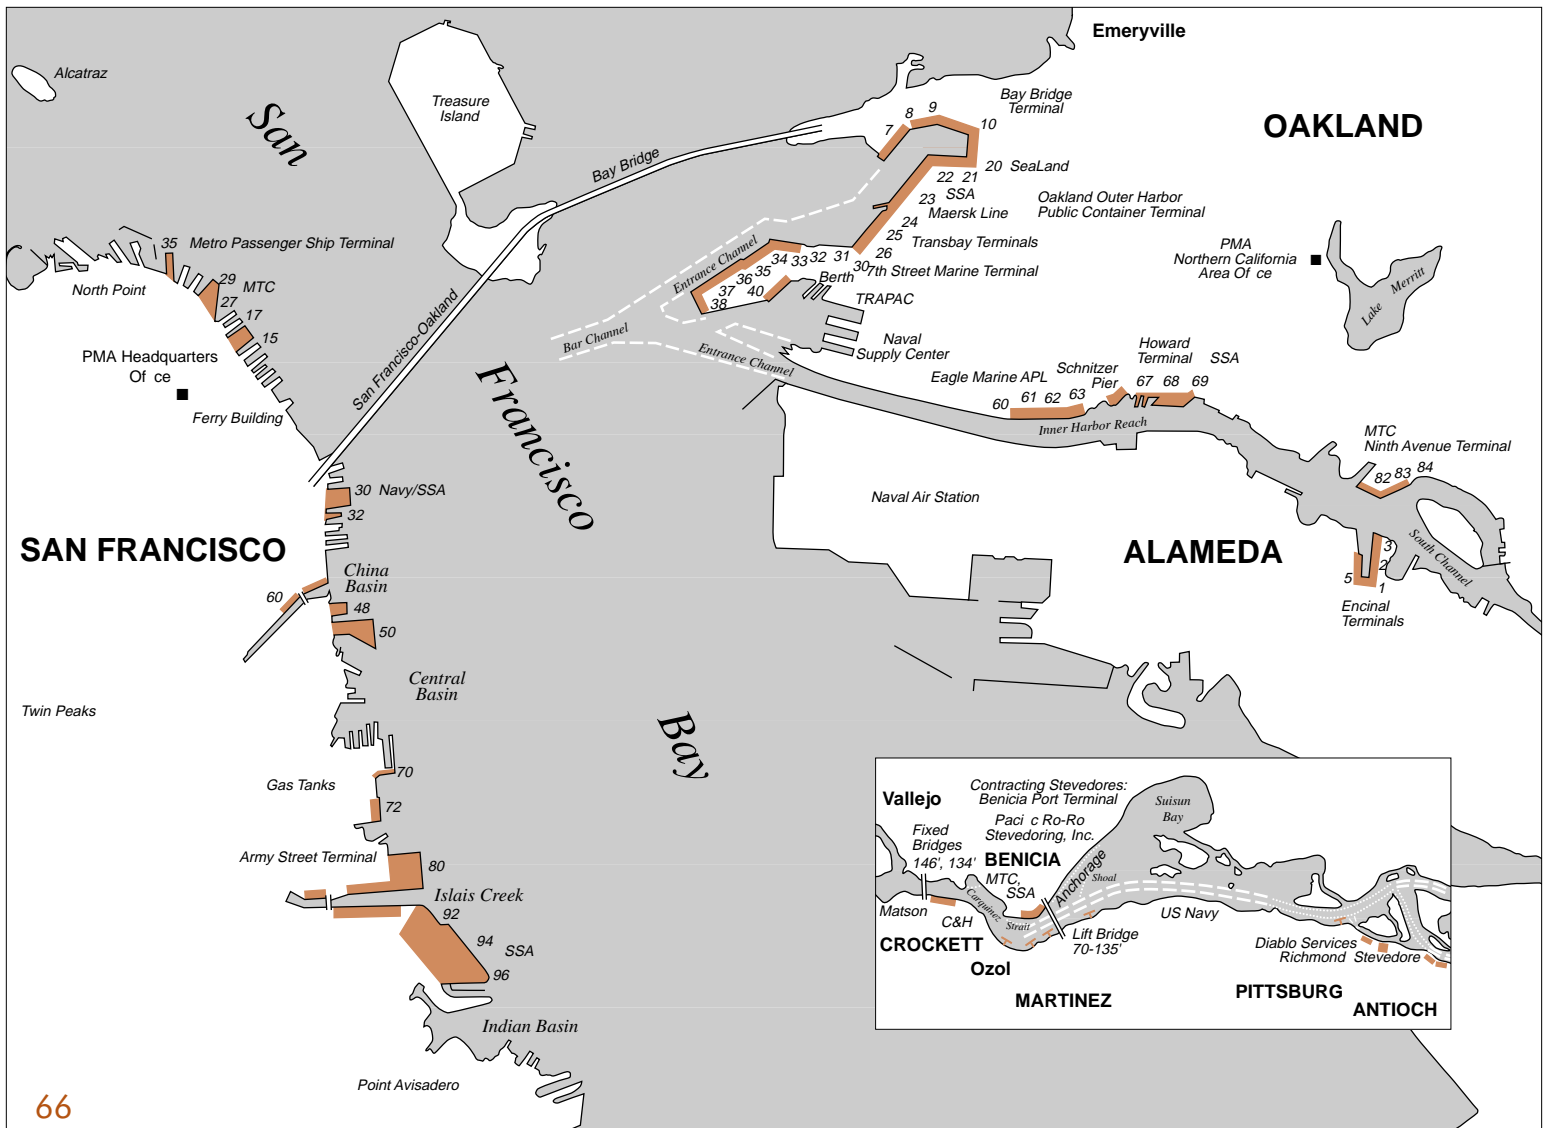 Emeryville
Alcatraz
Treasure
Island
San
Bay Bridge
Terminal
OAKLAND
7
8
9
10
Bay Bridge
20 SeaLand
22
21
SSA
23
Maersk Line
Oakland Outer Harbor
Public Container Terminal
24
25
Transbay Terminals
26
30
7th Street Marine Terminal
31
32
33
34
35
36
37
38
40
Berth
TRAPAC
Entrance Channel
PMA
Northern California
Area Of ce
Lake Merritt
35
Metro Passenger Ship Terminal
North Point
29
MTC
27
17
15
PMA Headquarters
Of ce
Ferry Building
San Francisco-Oakland
Bar Channel
Entrance Channel
Naval
Supply Center
Francisco
Eagle Marine APL
Schnitzer
Pier
Howard
Terminal
SSA
60
61
62
63
67
68
69
Inner Harbor Reach
MTC
Ninth Avenue Terminal
82
83
84
30 Navy/SSA
32
Naval Air Station
SAN FRANCISCO
ALAMEDA
South Channel
China
Basin
60
48
50
3
2
5
1
Encinal
Terminals
Central
Basin
Twin Peaks
Bay
70
Gas Tanks
72
Army Street Terminal
80
Islais Creek
92
94
SSA
96
Indian Basin
Point Avisadero
Vallejo
Contracting Stevedores:
Benicia Port Terminal
Paci c Ro-Ro
Stevedoring, Inc.
Suisun
Bay
Fixed
Bridges
146', 134'
BENICIA
MTC,
SSA
Anchorage
Shoal
Carquinez
Strait
Matson
C&H
CROCKETT
Ozol
Lift Bridge
70-135'
US Navy
MARTINEZ
Diablo Services
Richmond Stevedore
PITTSBURG
ANTIOCH
66